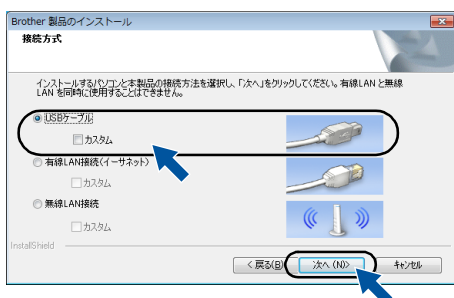 Brother 製品のインストール
接続方式
インストールするパソコンと本製品の接続方法を選択し、「次へ」をクリックしてください。有線LAN と無線
LAN を同時に使用することはできません。
USBケーブル
カスタム
有線LAN接続(イーサネット)
カスタム
無線LAN接続
カスタム
InstallShield
< 戻る(B)
次へ (N)>
キャンセル